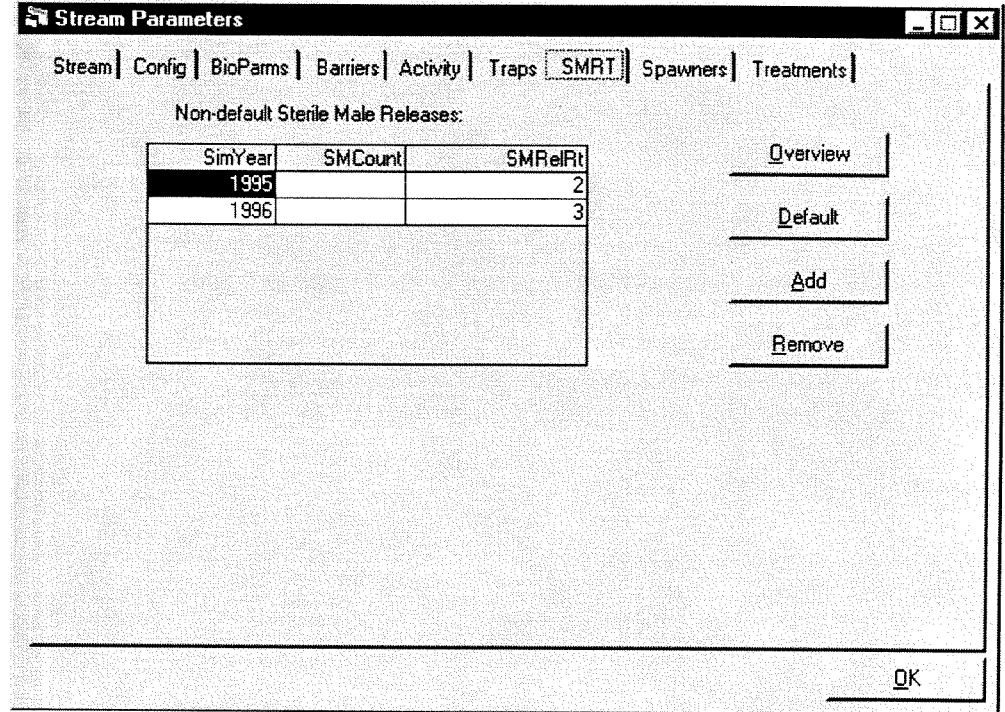 Stream Parameters
Stream Config BioParms Barriers Activity Traps SMRT Spawners Treatments
Non-default Sterile Male Releases:
SimYear SMCount SMRelRt
1995 2
1996 3
Overview
Default
Add
Remove
OK